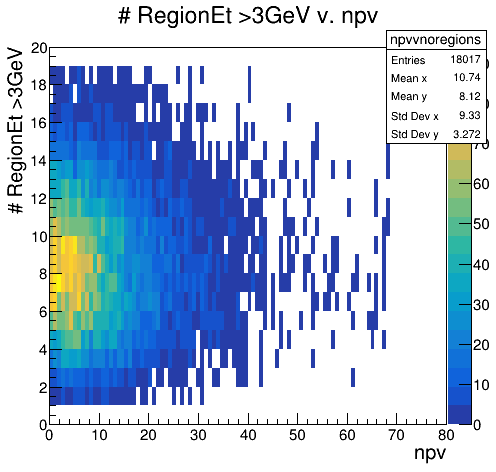 # RegionEt >3GeV v. npv
npvvnoregions
Entries 18017
Mean x 10.74
Mean y 8.12
Std Dev x 9.33
Std Dev y 3.272
# RegionEt >3GeV
20
18
16
14
12
10
8
6
4
2
0
0 10 20 30 40 50 60 70 80
npv
70
60
50
40
30
20
10
0